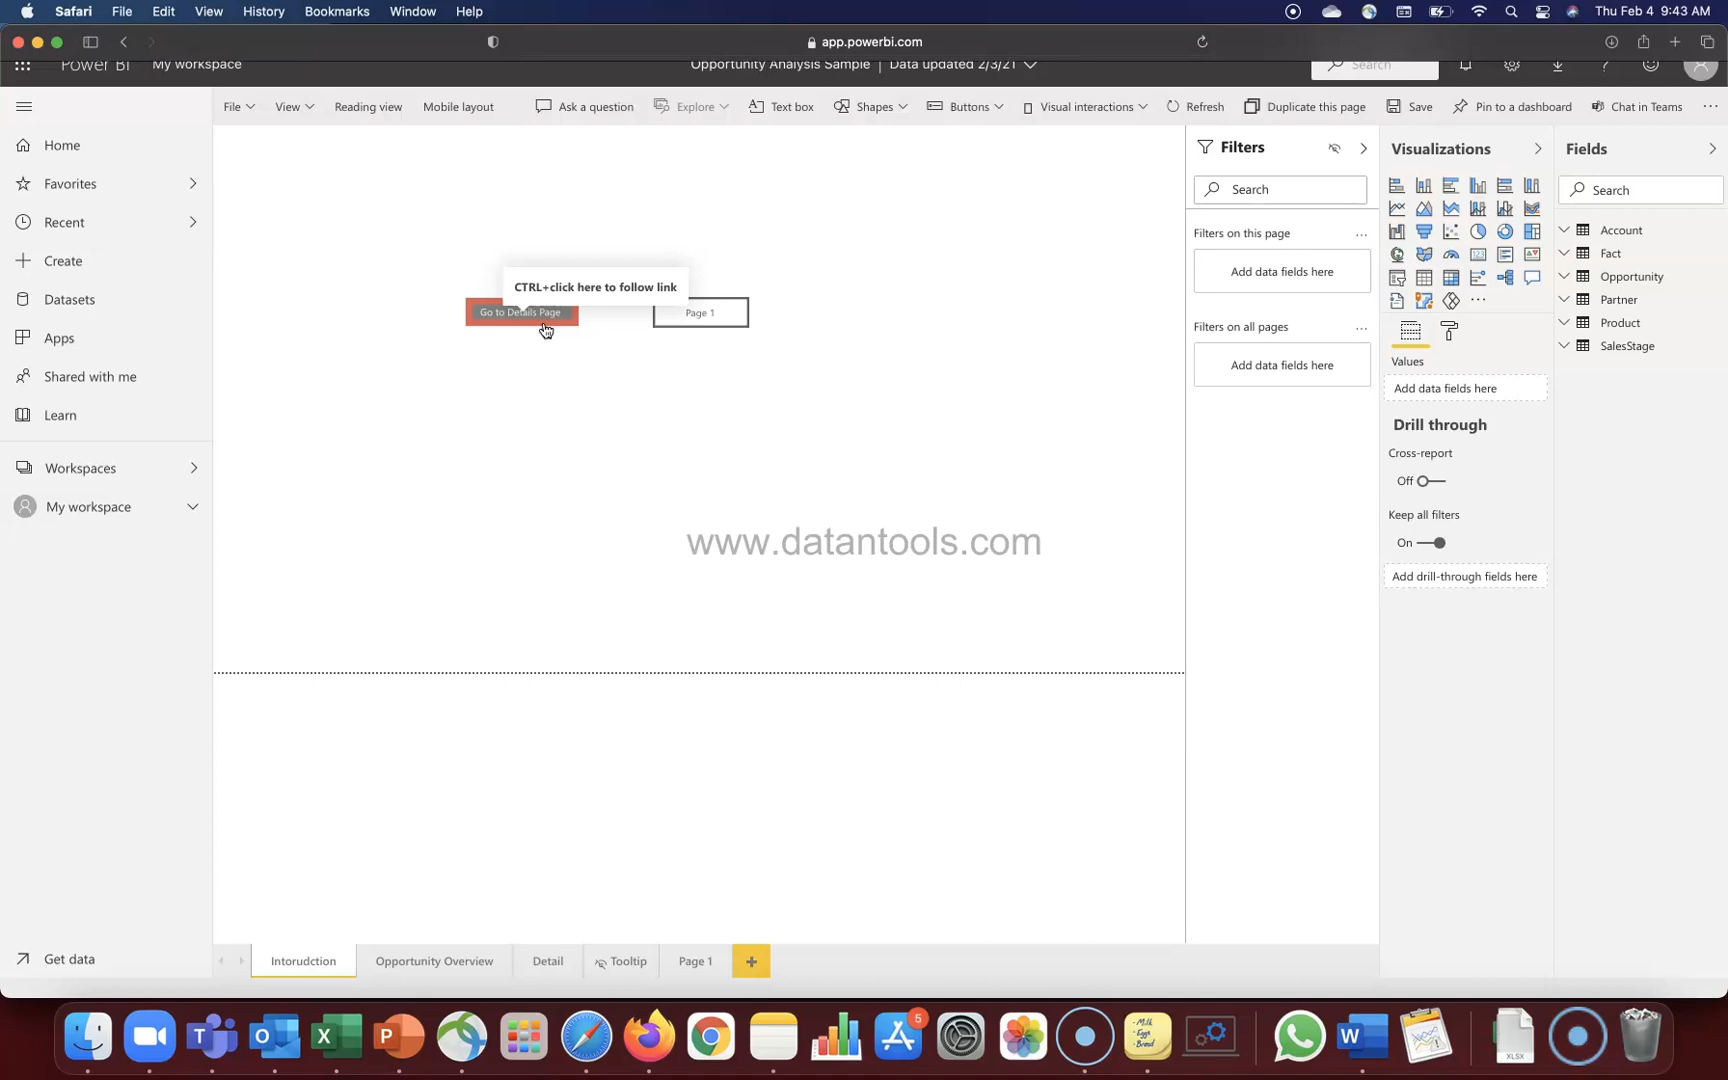 Safari File Edit View History Bookmarks Window Help Thu Feb 4 9:43 AM
app.powerbi.com
Power BI My workspace Opportunity Analysis Sample | Data updated 2/3/21 Search
File View Reading view Mobile layout Ask a question Explore Text box Shapes Buttons Visual interactions Refresh Duplicate this page Save Pin to a dashboard Chat in Teams ...
Home
Favorites
Recent
Create
Datasets
Apps
Shared with me
Learn
Workspaces
My workspace
Get data
CTRL+click here to follow link
Go to Details Page
Page 1
www.datantools.com
Filters
Search
Filters on this page ...
Add data fields here
Filters on all pages ...
Add data fields here
Visualizations
123
...
Values
Add data fields here
Drill through
Cross-report
Off
Keep all filters
On
Add drill-through fields here
Fields
Search
Account
Fact
Opportunity
Partner
Product
SalesStage
Intorudction Opportunity Overview Detail Tooltip Page 1 +
5
Milk
Eggs
Bread
XLSX